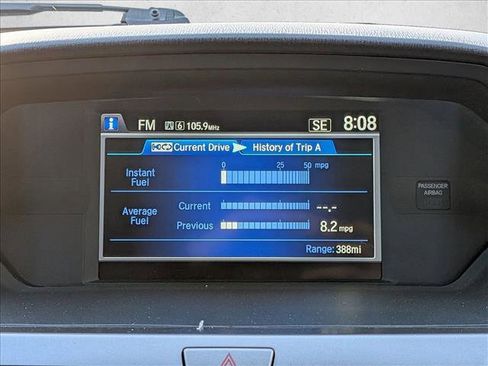 i FM 6 105.9MHz SE 8:08
Current Drive History of Trip A
0 25 50 mpg
Instant
Fuel
Average
Fuel
Current --.-
Previous 8.2 mpg
Range: 388mi
PASSENGER
AIRBAG